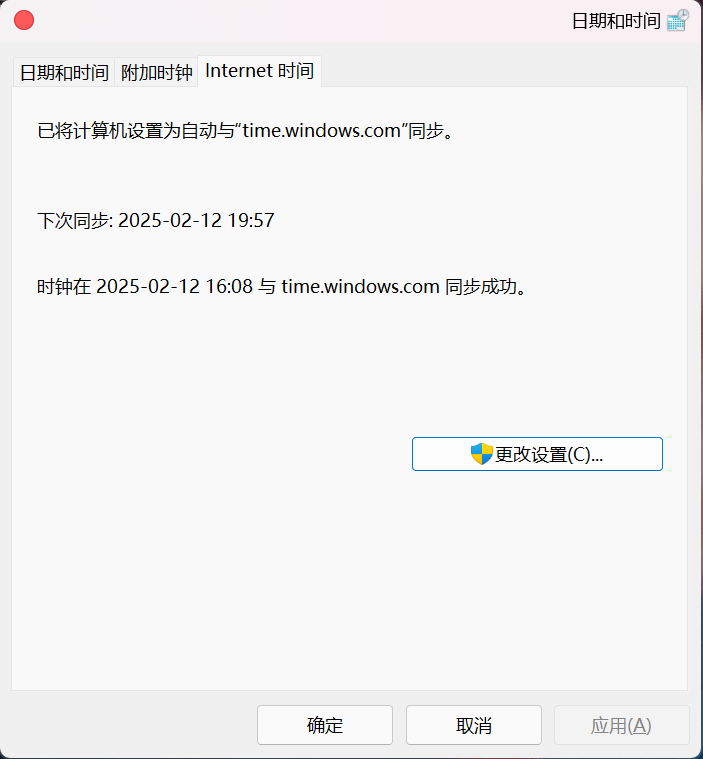 日期和时间
日期和时间 附加时钟 Internet 时间
已将计算机设置为自动与“time.windows.com”同步。
下次同步: 2025-02-12 19:57
时钟在 2025-02-12 16:08 与 time.windows.com 同步成功。
更改设置(C)...
确定 取消 应用(A)